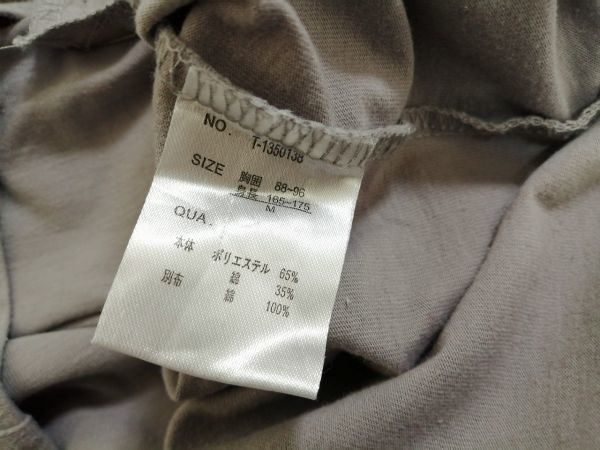 NO. T-1350138
SIZE 胸囲 88~96
身長 165~175
M
QUA.
本体 ポリエステル 65%
綿 35%
別布 綿 100%